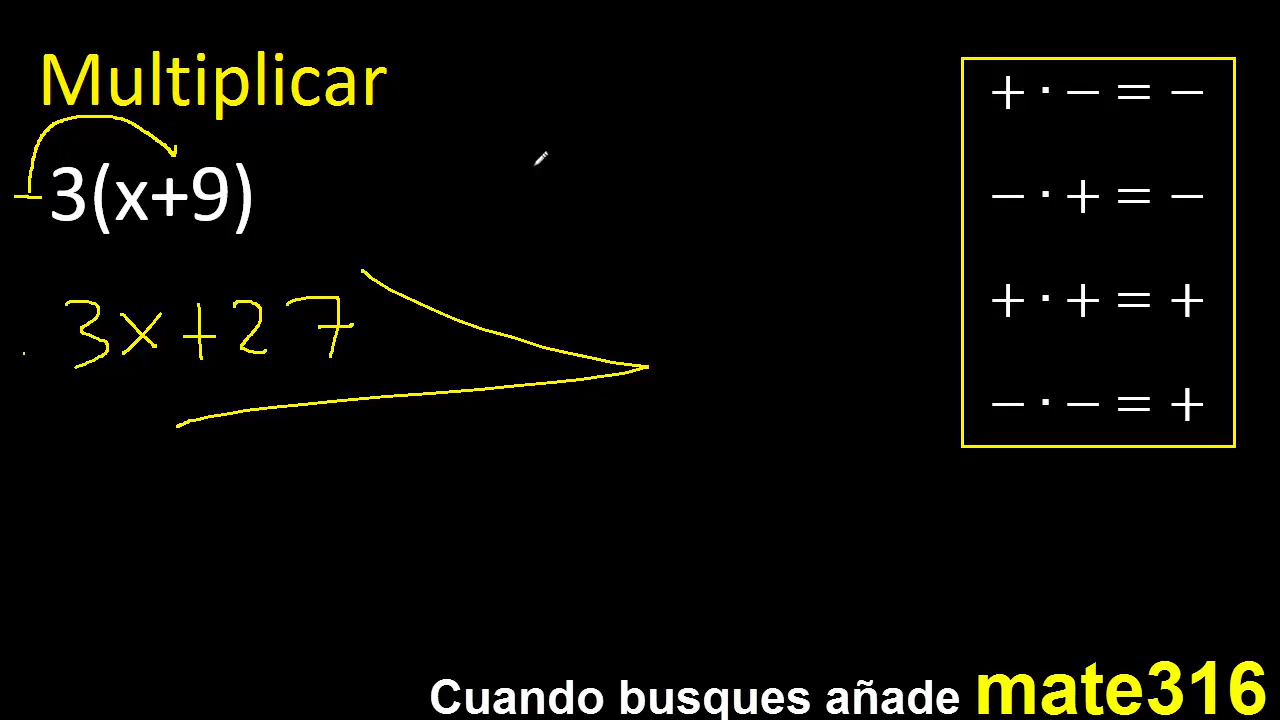 Multiplicar
-3(x+9)
3x+27
+ · − = −
− · + = −
+ · + = +
− · − = +
Cuando busques añade mate316